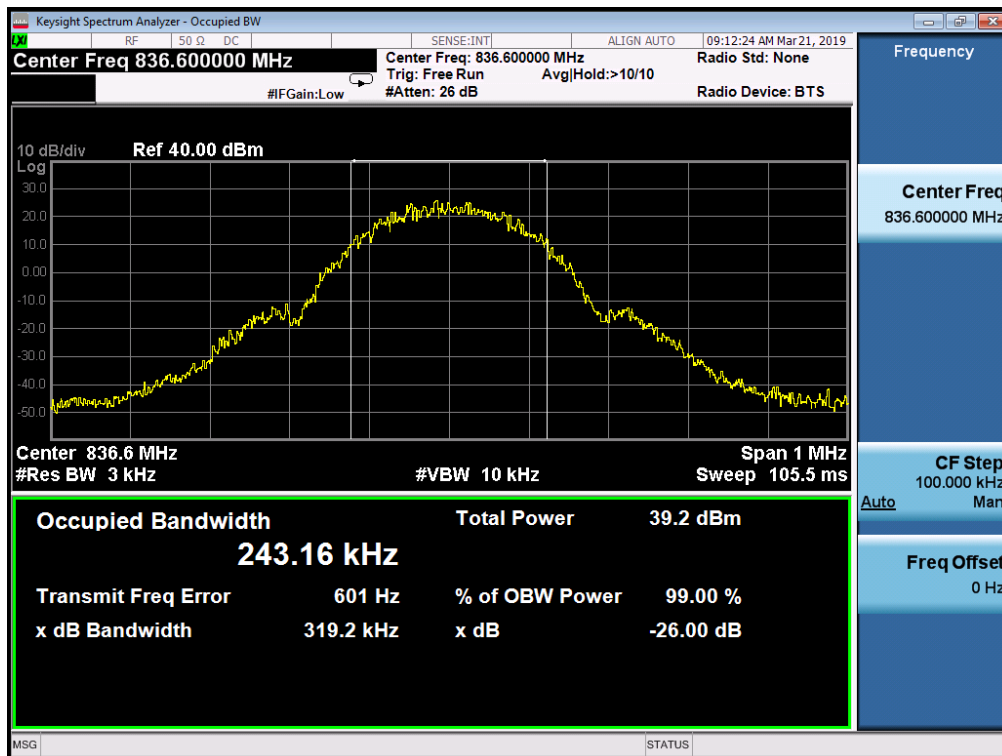 Keysight Spectrum Analyzer - Occupied BW
LXI RF 50 Ω DC SENSE:INT ALIGN AUTO 09:12:24 AM Mar 21, 2019
Center Freq 836.600000 MHz
Center Freq: 836.600000 MHz
Radio Std: None
Trig: Free Run Avg|Hold:>10/10
#IFGain:Low
#Atten: 26 dB
Radio Device: BTS
10 dB/div Ref 40.00 dBm
Log
30.0
20.0
10.0
0.00
-10.0
-20.0
-30.0
-40.0
-50.0
Center 836.6 MHz Span 1 MHz
#Res BW 3 kHz #VBW 10 kHz Sweep 105.5 ms
Occupied Bandwidth Total Power 39.2 dBm
243.16 kHz
Transmit Freq Error 601 Hz % of OBW Power 99.00 %
x dB Bandwidth 319.2 kHz x dB -26.00 dB
MSG STATUS
Frequency
Center Freq
836.600000 MHz
CF Step
100.000 kHz
Auto Man
Freq Offset
0 Hz